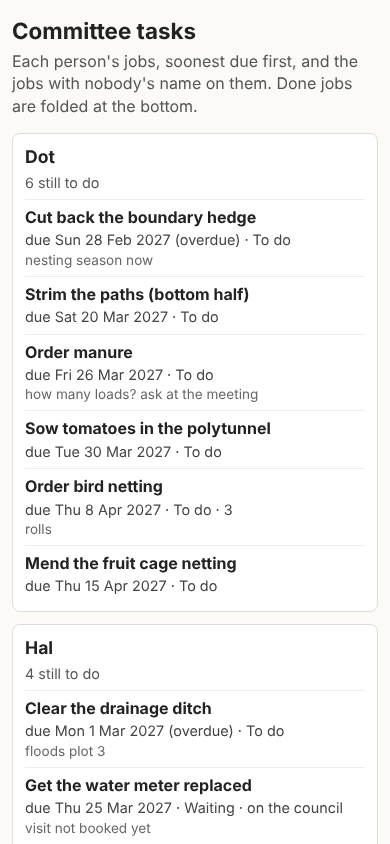 Committee tasks
Each person's jobs, soonest due first, and the
jobs with nobody's name on them. Done jobs
are folded at the bottom.
Dot
6 still to do
Cut back the boundary hedge
due Sun 28 Feb 2027 (overdue) · To do
nesting season now
Strim the paths (bottom half)
due Sat 20 Mar 2027 · To do
Order manure
due Fri 26 Mar 2027 · To do
how many loads? ask at the meeting
Sow tomatoes in the polytunnel
due Tue 30 Mar 2027 · To do
Order bird netting
due Thu 8 Apr 2027 · To do · 3
rolls
Mend the fruit cage netting
due Thu 15 Apr 2027 · To do
Hal
4 still to do
Clear the drainage ditch
due Mon 1 Mar 2027 (overdue) · To do
floods plot 3
Get the water meter replaced
due Thu 25 Mar 2027 · Waiting · on the council
visit not booked yet